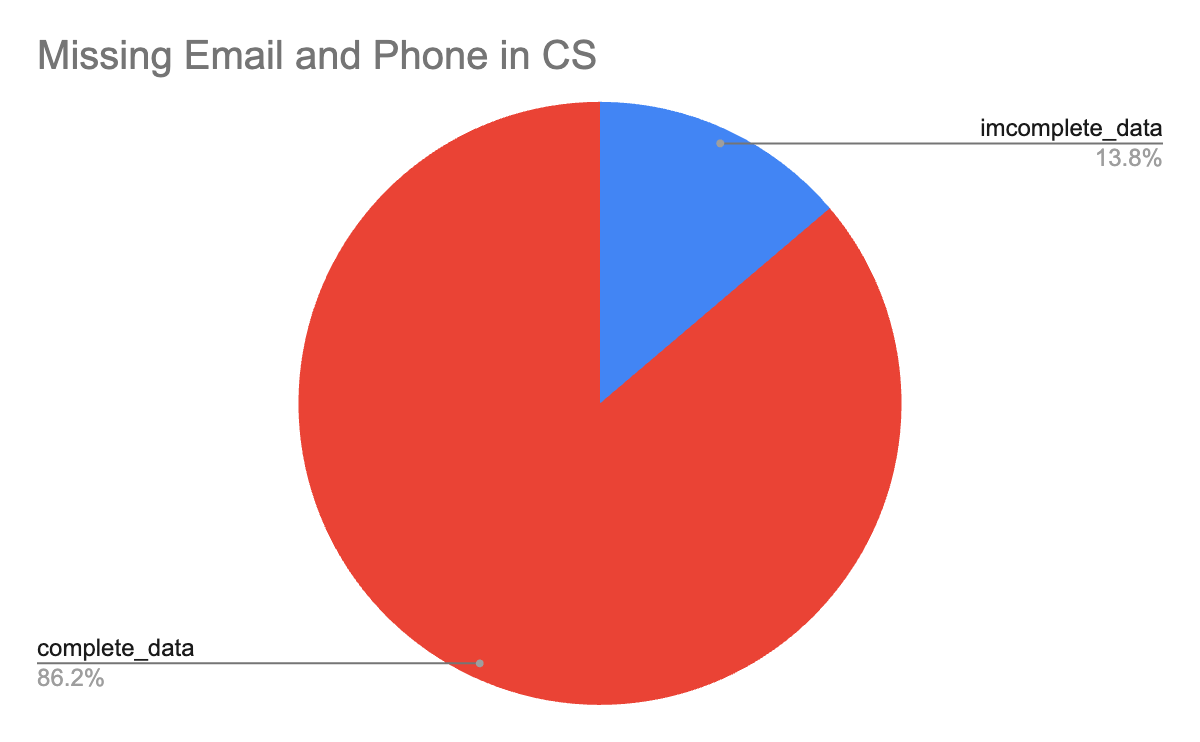 Missing Email and Phone in CS
imcomplete_data
13.8%
complete_data
86.2%